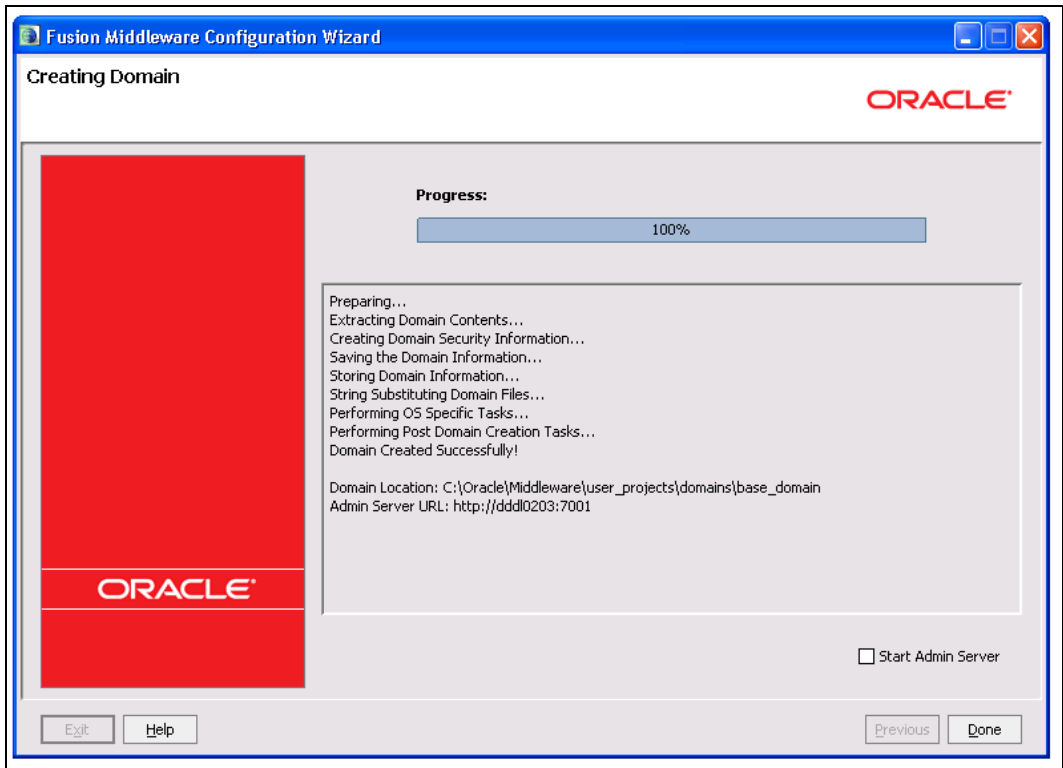 Fusion Middleware Configuration Wizard
Creating Domain
ORACLE
Progress:
100%
Preparing...
Extracting Domain Contents...
Creating Domain Security Information...
Saving the Domain Information...
Storing Domain Information...
String Substituting Domain Files...
Performing OS Specific Tasks...
Performing Post Domain Creation Tasks...
Domain Created Successfully!
Domain Location: C:\Oracle\Middleware\user_projects\domains\base_domain
Admin Server URL: http://dddl0203:7001
ORACLE
Start Admin Server
Exit Help Previous Done